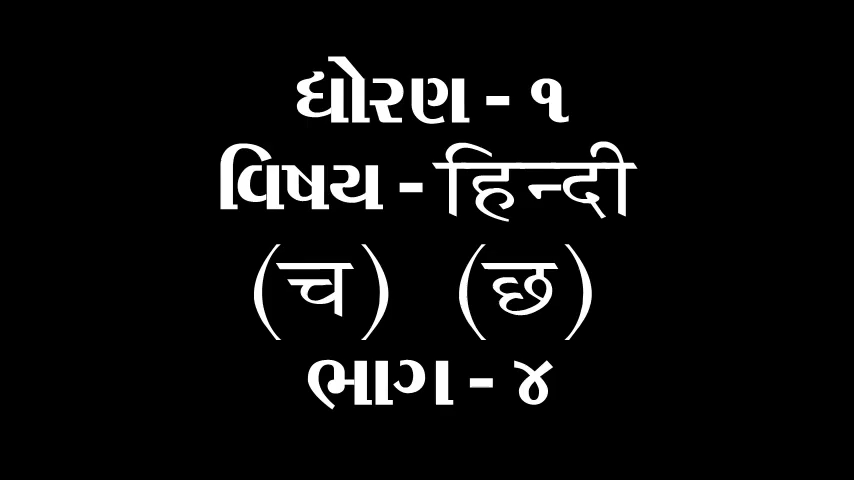 ધોરણ - ૧
વિષય - हिन्दी
(च) (छ)
ભાગ - ૪